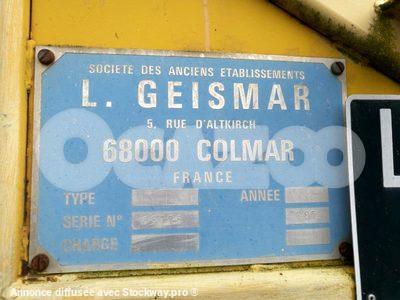 SOCIETE DES ANCIENS ETABLISSEMENTS
L. GEISMAR
5, RUE D'ALTKIRCH
68000 COLMAR
FRANCE
TYPE ANNEE
SERIE N°
CHARGE
L
OCAZOO
Annonce diffusée avec Stockway.pro ®